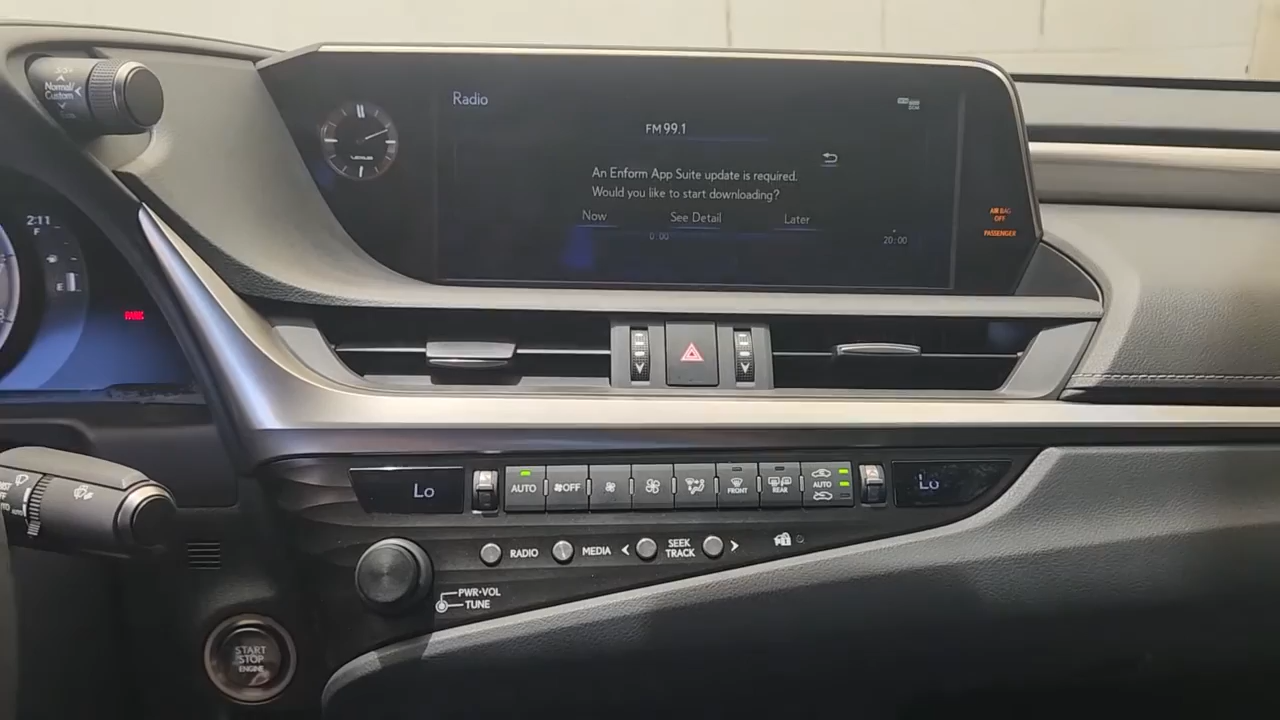 Normal/
Custom
Radio
FM 99.1
An Enform App Suite update is required.
Would you like to start downloading?
Now
See Detail
Later
0:00
20:00
LEXUS
AIR BAG
OFF
PASSENGER
2:11
F
E
PARK
Lo
AUTO
OFF
FRONT
REAR
AUTO
Lo
RADIO
MEDIA
SEEK
TRACK
PWR·VOL
TUNE
START
STOP
ENGINE